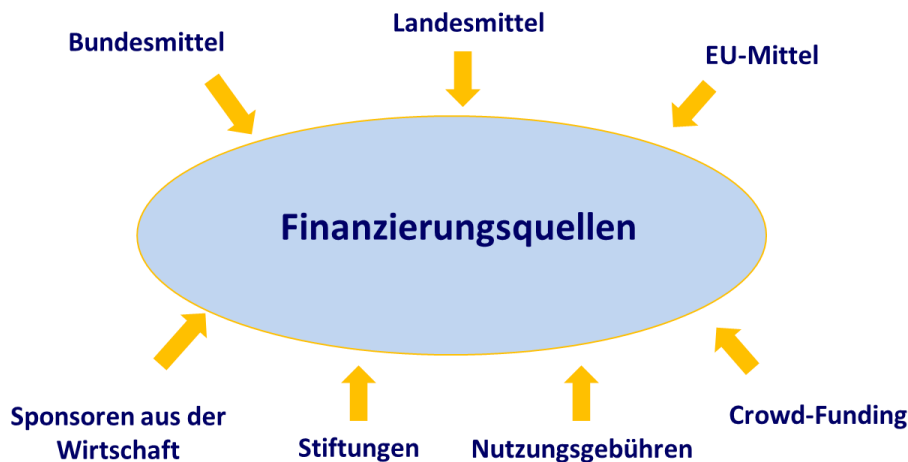 Bundesmittel
Landesmittel
EU-Mittel
Finanzierungsquellen
Sponsoren aus der
Wirtschaft
Stiftungen
Nutzungsgebühren
Crowd-Funding